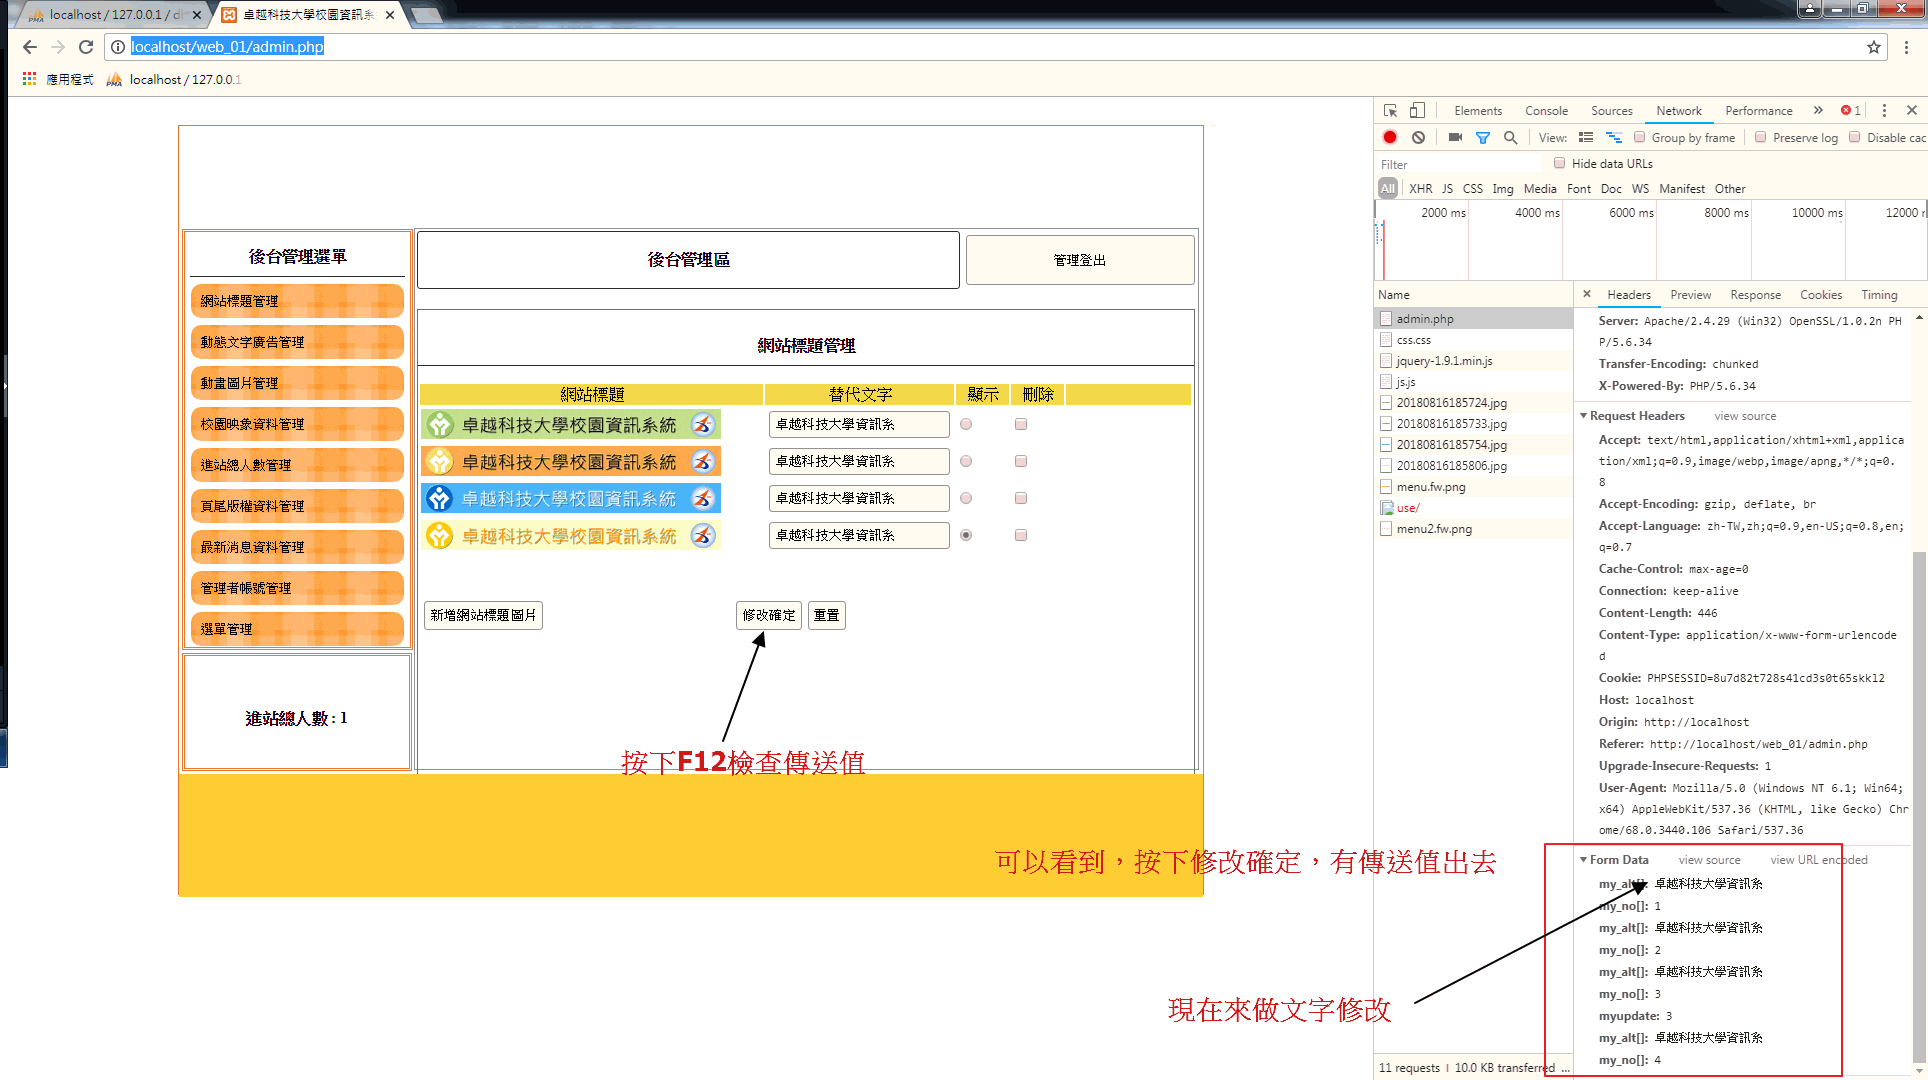 localhost / 127.0.0.1 / d
卓越科技大學校園資訊系
localhost/web_01/admin.php
應用程式
localhost / 127.0.0.1
後台管理選單
網站標題管理
動態文字廣告管理
動畫圖片管理
校園映象資料管理
進站總人數管理
頁尾版權資料管理
最新消息資料管理
管理者帳號管理
選單管理
進站總人數 : 1
後台管理區
管理登出
網站標題管理
網站標題 替代文字 顯示 刪除
卓越科技大學校園資訊系統 卓越科技大學資訊系
卓越科技大學校園資訊系統 卓越科技大學資訊系
卓越科技大學校園資訊系統 卓越科技大學資訊系
卓越科技大學校園資訊系統 卓越科技大學資訊系
新增網站標題圖片 修改確定 重置
按下F12檢查傳送值
可以看到，按下修改確定，有傳送值出去
現在來做文字修改
Elements Console Sources Network Performance » 1
View: Group by frame Preserve log Disable cac
Filter Hide data URLs
All XHR JS CSS Img Media Font Doc WS Manifest Other
2000 ms 4000 ms 6000 ms 8000 ms 10000 ms 12000
Name
admin.php
css.css
jquery-1.9.1.min.js
js.js
20180816185724.jpg
20180816185733.jpg
20180816185754.jpg
20180816185806.jpg
menu.fw.png
use/
menu2.fw.png
11 requests | 10.0 KB transferred ...
Headers Preview Response Cookies Timing
Server: Apache/2.4.29 (Win32) OpenSSL/1.0.2n PH
P/5.6.34
Transfer-Encoding: chunked
X-Powered-By: PHP/5.6.34
Request Headers view source
Accept: text/html,application/xhtml+xml,applica
tion/xml;q=0.9,image/webp,image/apng,*/*;q=0.
8
Accept-Encoding: gzip, deflate, br
Accept-Language: zh-TW,zh;q=0.9,en-US;q=0.8,en;
q=0.7
Cache-Control: max-age=0
Connection: keep-alive
Content-Length: 446
Content-Type: application/x-www-form-urlencode
d
Cookie: PHPSESSID=8u7d82t728s41cd3s0t65skkl2
Host: localhost
Origin: http://localhost
Referer: http://localhost/web_01/admin.php
Upgrade-Insecure-Requests: 1
User-Agent: Mozilla/5.0 (Windows NT 6.1; Win64;
x64) AppleWebKit/537.36 (KHTML, like Gecko) Chr
ome/68.0.3440.106 Safari/537.36
Form Data view source view URL encoded
my_alt[]: 卓越科技大學資訊系
my_no[]: 1
my_alt[]: 卓越科技大學資訊系
my_no[]: 2
my_alt[]: 卓越科技大學資訊系
my_no[]: 3
myupdate: 3
my_alt[]: 卓越科技大學資訊系
my_no[]: 4